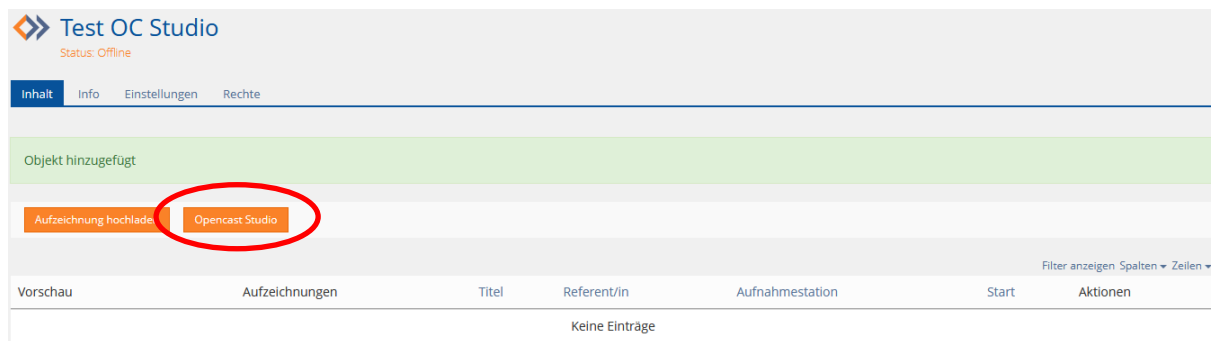 Test OC Studio
Status: Offline
Inhalt Info Einstellungen Rechte
Objekt hinzugefügt
Aufzeichnung hochladen Opencast Studio
Filter anzeigen Spalten Zeilen
Vorschau Aufzeichnungen Titel Referent/in Aufnahmestation Start Aktionen
Keine Einträge